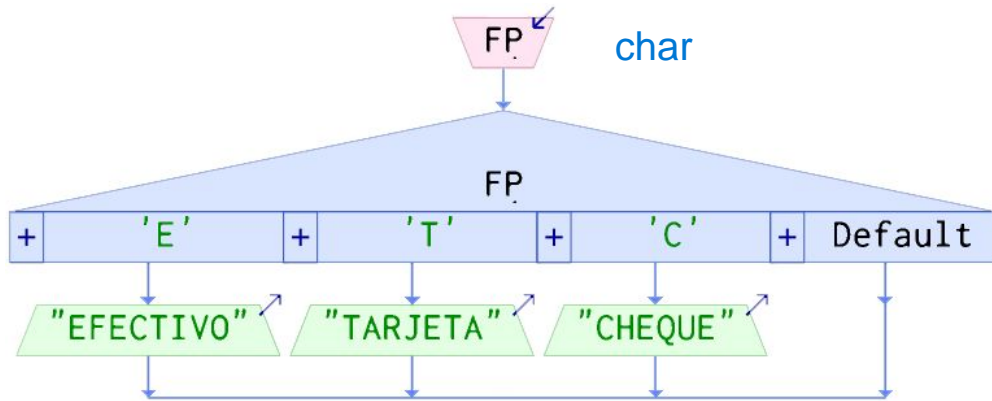 FP
char
FP
+ 'E' + 'T' + 'C' + Default
"EFECTIVO" "TARJETA" "CHEQUE"